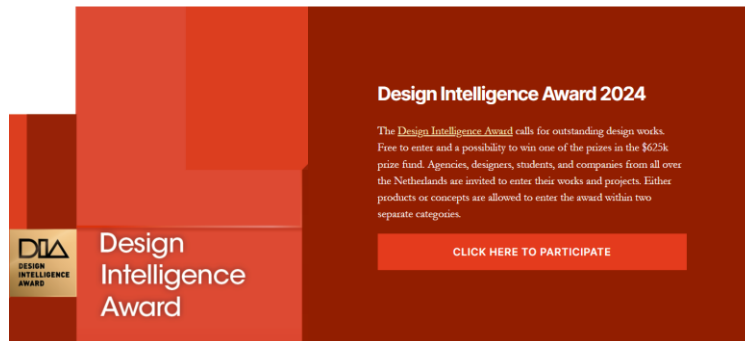 DIA
DESIGN
INTELLIGENCE
AWARD
Design
Intelligence
Award
Design Intelligence Award 2024
The Design Intelligence Award calls for outstanding design works.
Free to enter and a possibility to win one of the prizes in the $625k
prize fund. Agencies, designers, students, and companies from all over
the Netherlands are invited to enter their works and projects. Either
products or concepts are allowed to enter the award within two
separate categories.
CLICK HERE TO PARTICIPATE